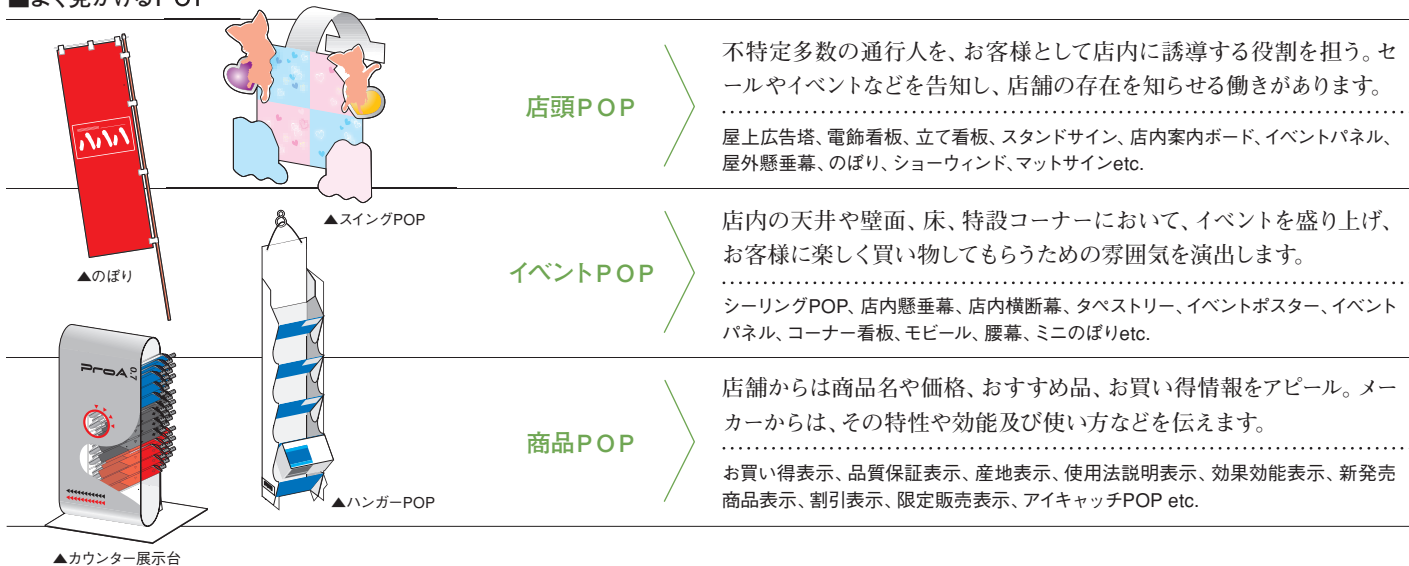 ■よく見かけるPOP
店頭POP
不特定多数の通行人を、お客様として店内に誘導する役割を担う。セ
ールやイベントなどを告知し、店舗の存在を知らせる働きがあります。
屋上広告塔、電飾看板、立て看板、スタンドサイン、店内案内ボード、イベントパネル、
屋外懸垂幕、のぼり、ショーウィンド、マットサインetc.
▲スイングPOP
▲のぼり
イベントPOP
店内の天井や壁面、床、特設コーナーにおいて、イベントを盛り上げ、
お客様に楽しく買い物してもらうための雰囲気を演出します。
シーリングPOP、店内懸垂幕、店内横断幕、タペストリー、イベントポスター、イベント
パネル、コーナー看板、モビール、腰幕、ミニのぼりetc.
ProA 0.7
商品POP
店舗からは商品名や価格、おすすめ品、お買い得情報をアピール。メー
カーからは、その特性や効能及び使い方などを伝えます。
お買い得表示、品質保証表示、産地表示、使用法説明表示、効果効能表示、新発売
商品表示、割引表示、限定販売表示、アイキャッチPOP etc.
▲ハンガーPOP
▲カウンター展示台